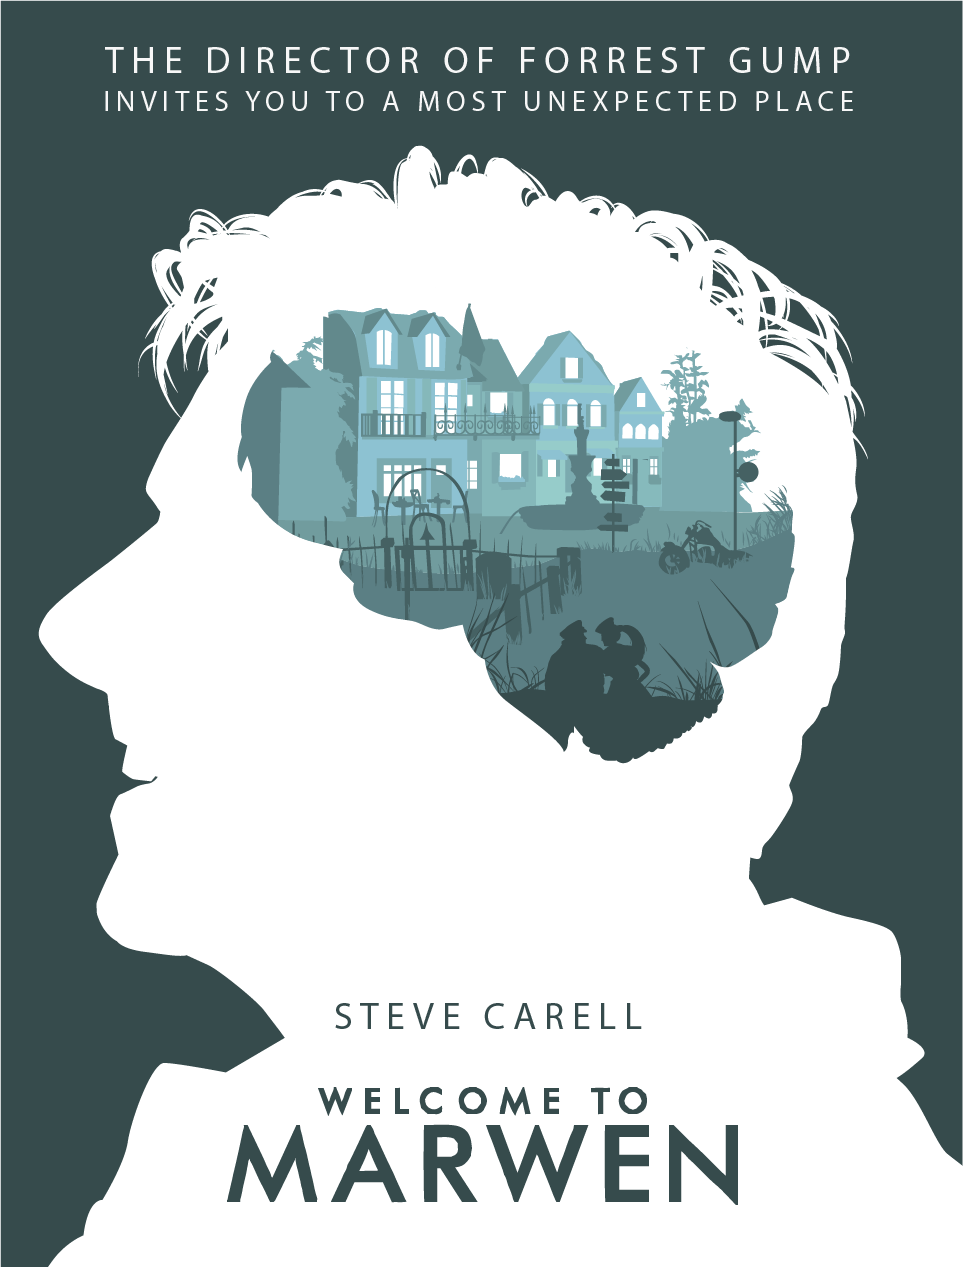 THE DIRECTOR OF FORREST GUMP
INVITES YOU TO A MOST UNEXPECTED PLACE
STEVE CARELL
WELCOME TO
MARWEN